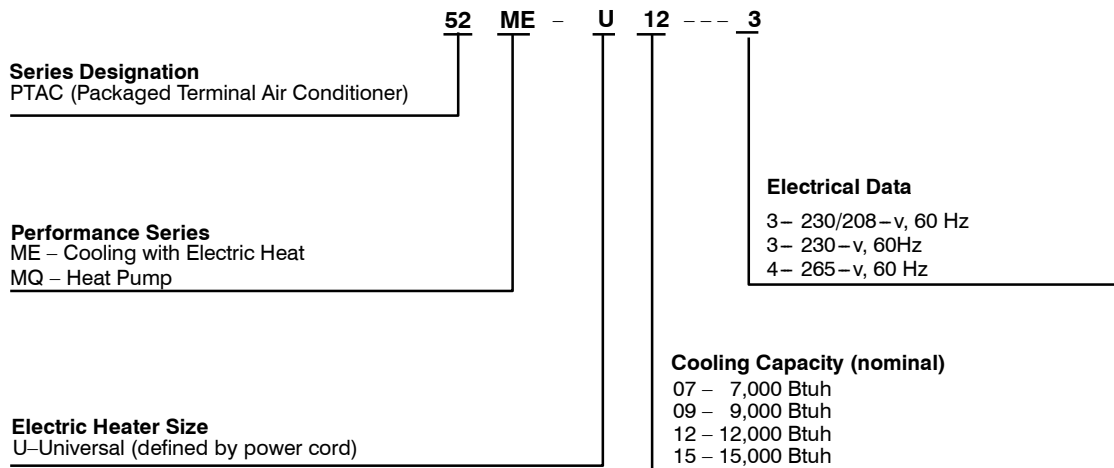 52 ME – U 12 – – – 3
Series Designation
PTAC (Packaged Terminal Air Conditioner)
Electrical Data
3– 230/208–v, 60 Hz
3– 230–v, 60Hz
4– 265–v, 60 Hz
Performance Series
ME – Cooling with Electric Heat
MQ – Heat Pump
Cooling Capacity (nominal)
07 – 7,000 Btuh
09 – 9,000 Btuh
12 – 12,000 Btuh
15 – 15,000 Btuh
Electric Heater Size
U–Universal (defined by power cord)